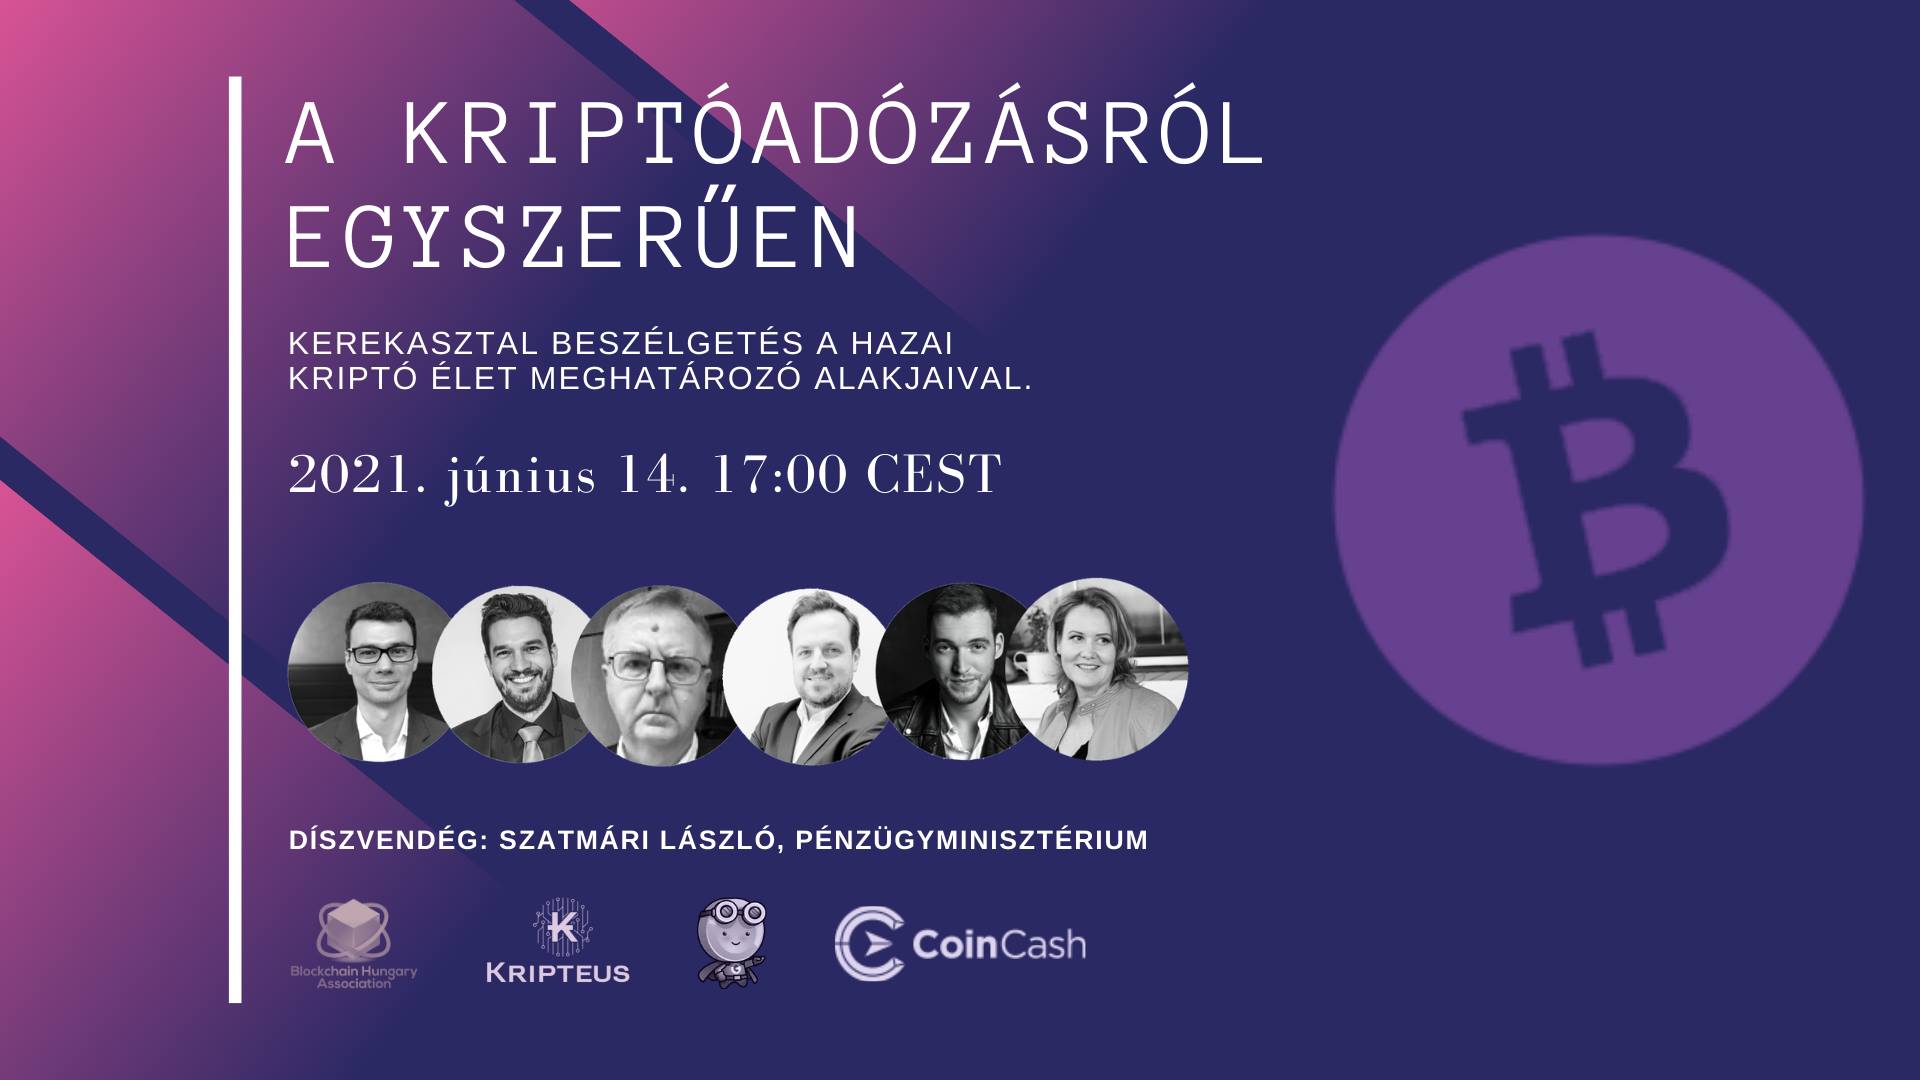 A KRIPTÓADÓZÁSRÓL
EGYSZERŰEN
KEREKASZTAL BESZÉLGETÉS A HAZAI
KRIPTÓ ÉLET MEGHATÁROZÓ ALAKJAIVAL.
2021. június 14. 17:00 CEST
DÍSZVENDÉG: SZATMÁRI LÁSZLÓ, PÉNZÜGYMINISZTÉRIUM
Blockchain Hungary
Association
K
KRIPTEUS
CoinCash